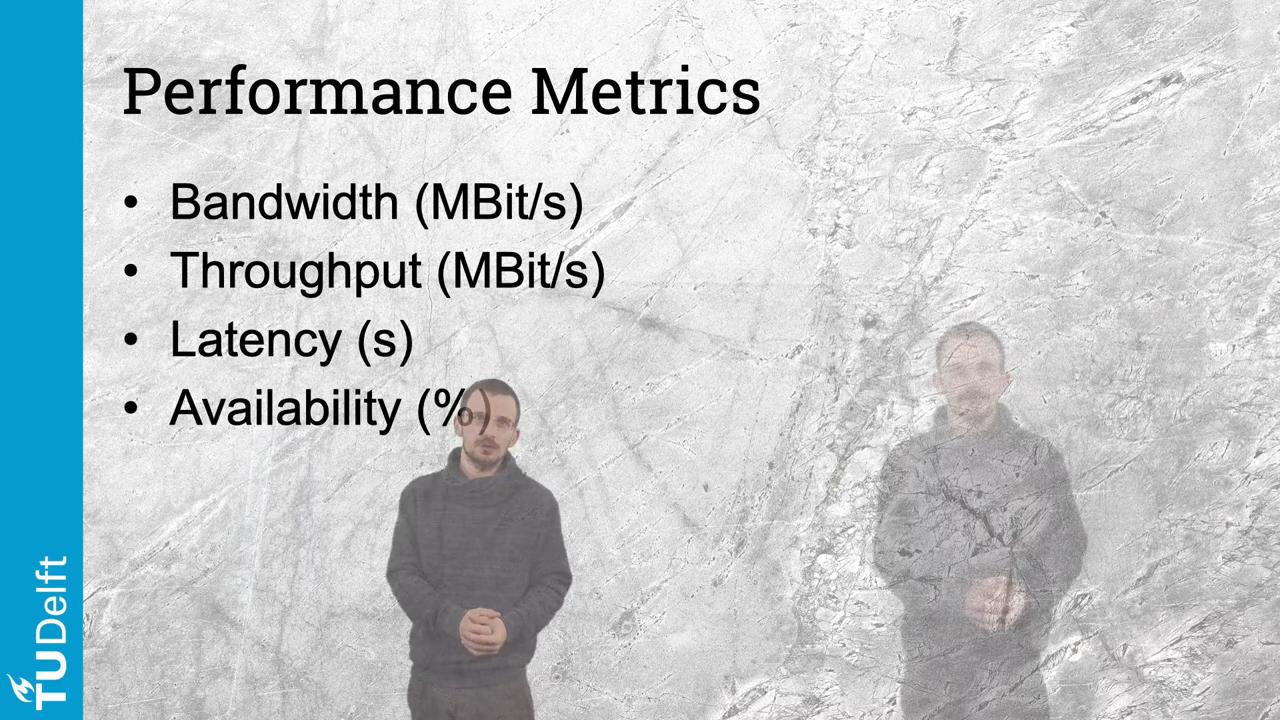 Performance Metrics
• Bandwidth (MBit/s)
• Throughput (MBit/s)
• Latency (s)
• Availability (%)
TUDelft